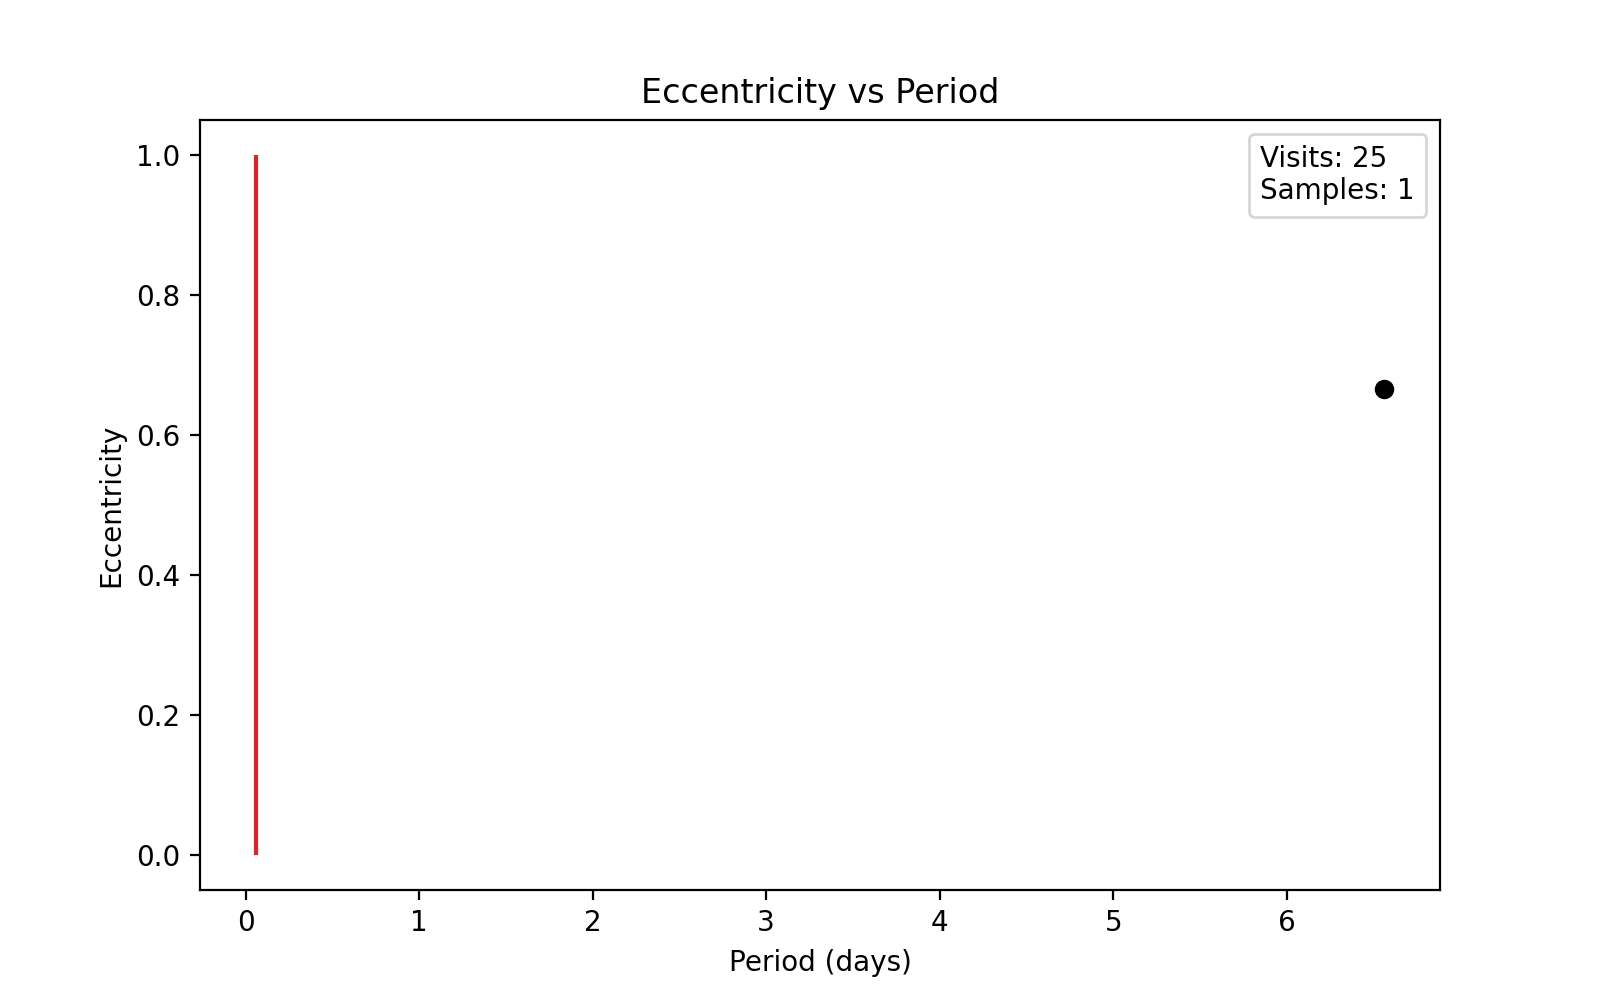 Eccentricity vs Period
Visits: 25
Samples: 1
1.0
0.8
0.6
0.4
0.2
0.0
Eccentricity
0 1 2 3 4 5 6
Period (days)